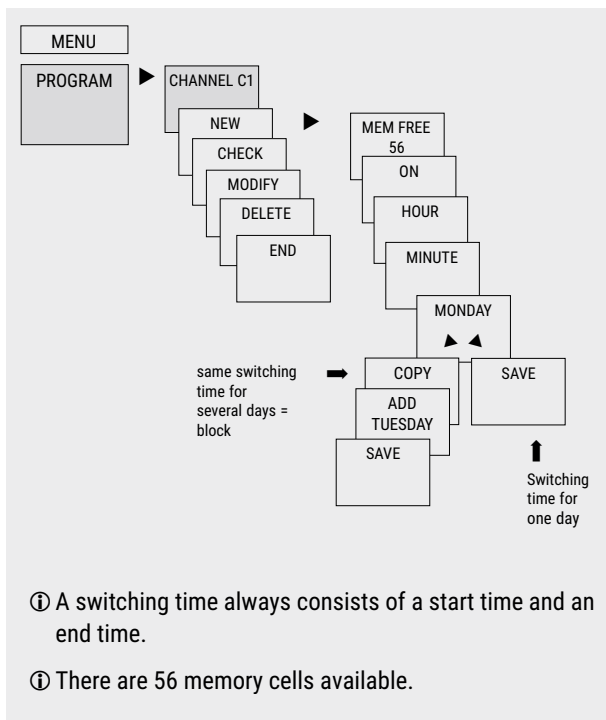 MENU
PROGRAM
CHANNEL C1
NEW
CHECK
MODIFY
DELETE
END
MEM FREE
56
ON
HOUR
MINUTE
MONDAY
same switching
time for
several days =
block
COPY
ADD
TUESDAY
SAVE
SAVE
Switching
time for
one day
ⓘ A switching time always consists of a start time and an
end time.
ⓘ There are 56 memory cells available.